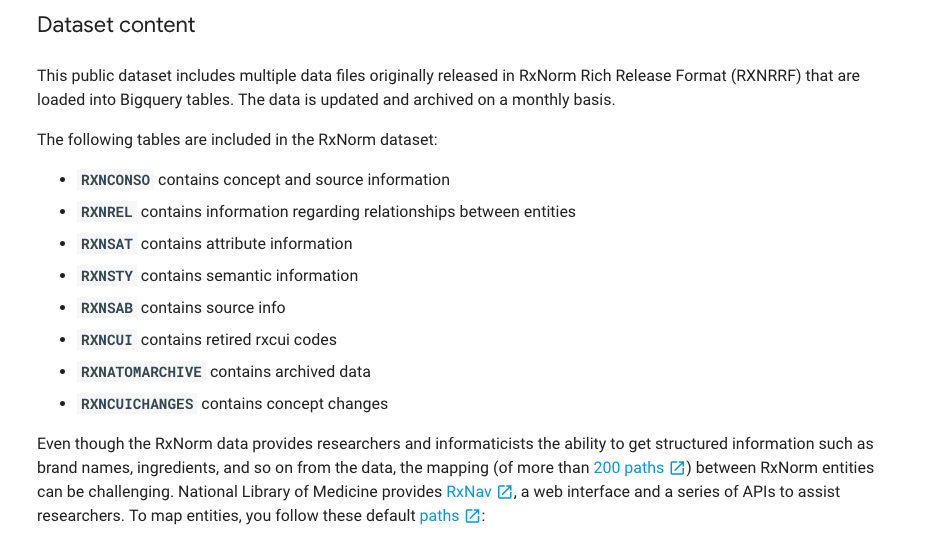 Dataset content
This public dataset includes multiple data files originally released in RxNorm Rich Release Format (RXNRRF) that are
loaded into Bigquery tables. The data is updated and archived on a monthly basis.
The following tables are included in the RxNorm dataset:
• RXNCONSO contains concept and source information
• RXNREL contains information regarding relationships between entities
• RXNSAT contains attribute information
• RXNSTY contains semantic information
• RXNSAB contains source info
• RXNCUI contains retired rxcui codes
• RXNATOMARCHIVE contains archived data
• RXNCUICHANGES contains concept changes
Even though the RxNorm data provides researchers and informaticists the ability to get structured information such as
brand names, ingredients, and so on from the data, the mapping (of more than 200 paths) between RxNorm entities
can be challenging. National Library of Medicine provides RxNav, a web interface and a series of APIs to assist
researchers. To map entities, you follow these default paths: